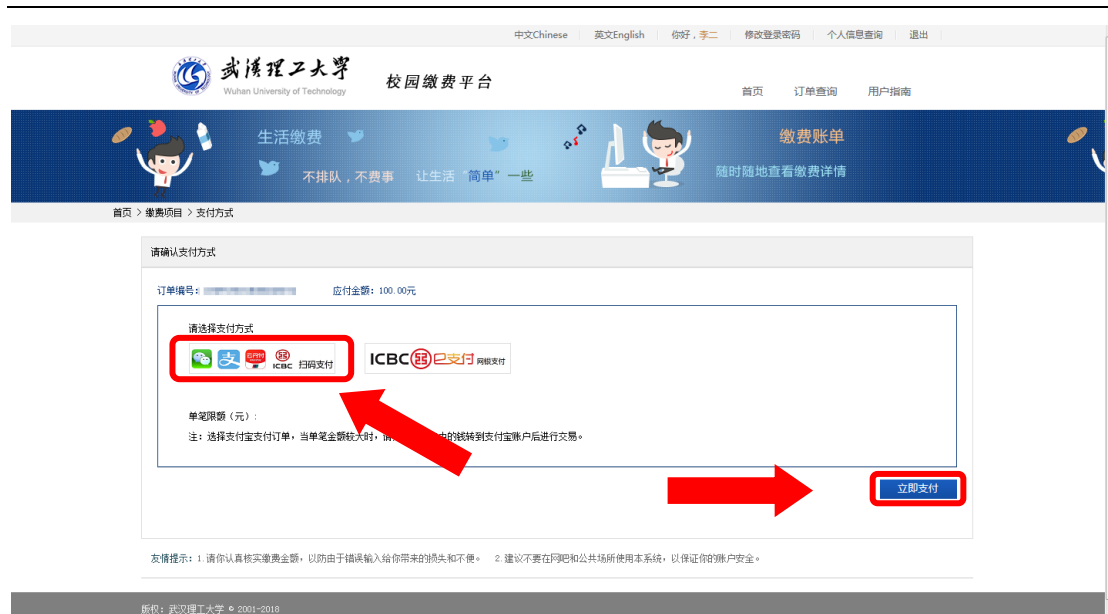 中文Chinese 英文English 你好，李二 修改登录密码 个人信息查询 退出
武汉理工大学
Wuhan University of Technology
校园缴费平台
首页 订单查询 用户指南
生活缴费
不排队，不费事 让生活“简单”一些
缴费账单
随时随地查看缴费详情
首页 > 缴费项目 > 支付方式
请确认支付方式
订单编号： 应付金额：100.00元
请选择支付方式
支 ICBC 扫码支付
ICBC 已支付 网银支付
单笔限额（元）：
注：选择支付宝支付订单，当单笔金额较大时，请 中的钱转到支付宝账户后进行交易。
立即支付
友情提示：1.请你认真核实缴费金额，以防由于错误输入给你带来的损失和不便。 2.建议不要在网吧和公共场所使用本系统，以保证你的账户安全。
版权：武汉理工大学 © 2001-2018